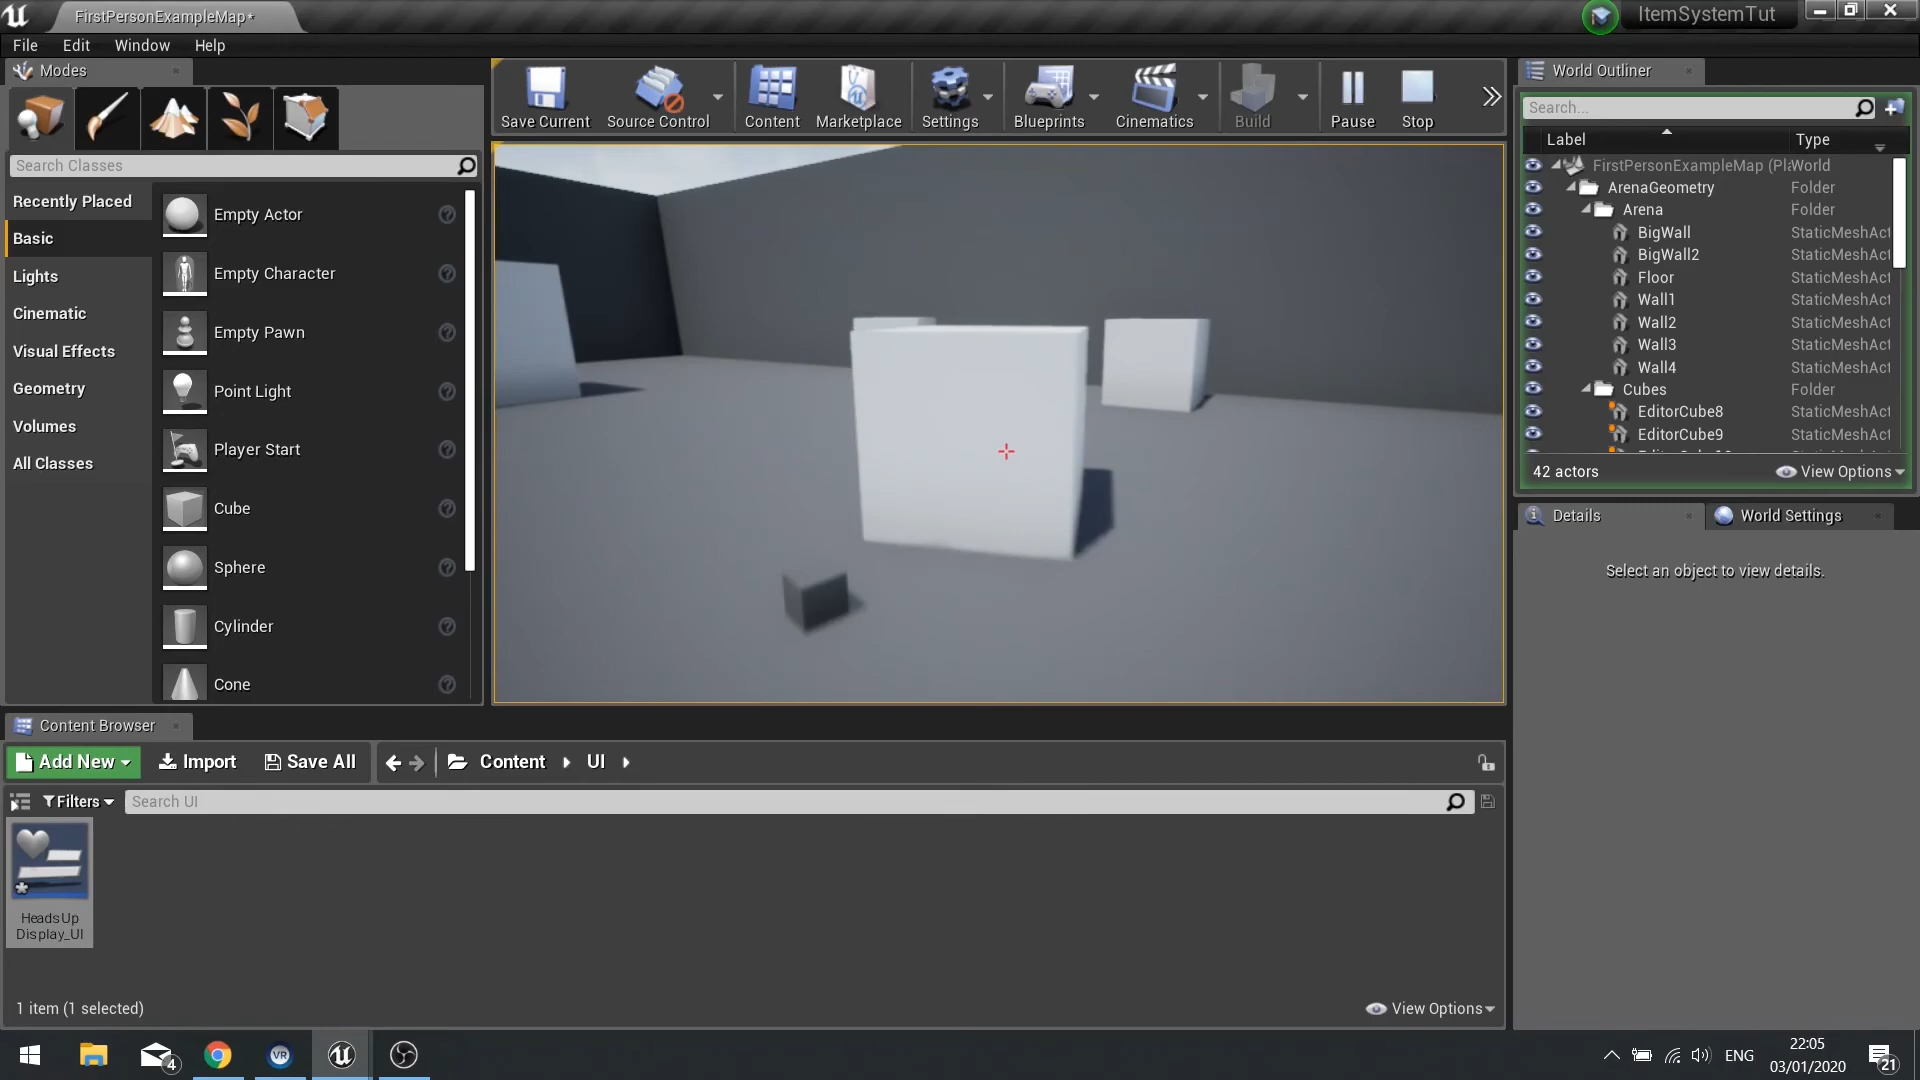 FirstPersonExampleMap*
ItemSystemTut
File Edit Window Help
Modes
Search Classes
Recently Placed
Basic
Lights
Cinematic
Visual Effects
Geometry
Volumes
All Classes
Empty Actor
Empty Character
Empty Pawn
Point Light
Player Start
Cube
Sphere
Cylinder
Cone
Save Current
Source Control
Content
Marketplace
Settings
Blueprints
Cinematics
Build
Pause
Stop
World Outliner
Search...
Label Type
FirstPersonExampleMap (Pla World
ArenaGeometry Folder
Arena Folder
BigWall StaticMeshAct
BigWall2 StaticMeshAct
Floor StaticMeshAct
Wall1 StaticMeshAct
Wall2 StaticMeshAct
Wall3 StaticMeshAct
Wall4 StaticMeshAct
Cubes Folder
EditorCube8 StaticMeshAct
EditorCube9 StaticMeshAct
42 actors
View Options
Details
World Settings
Select an object to view details.
Content Browser
Add New Import Save All Content UI
Filters Search UI
HeadsUp
Display_UI
1 item (1 selected)
View Options
4
VR
ENG
22:05
03/01/2020
21